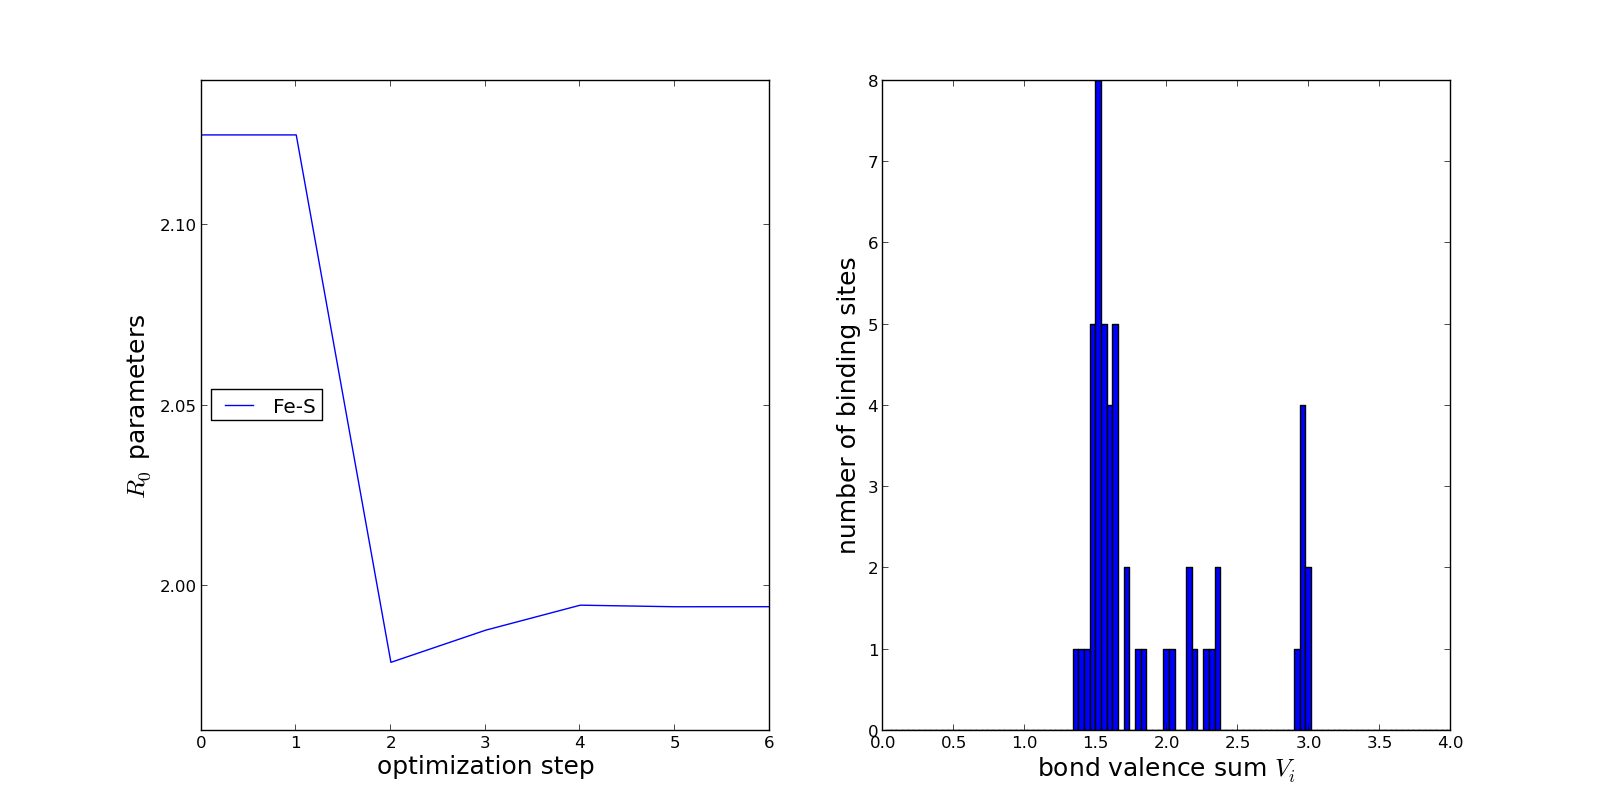 2.10
2.05
2.00
R0 parameters
Fe-S
0 1 2 3 4 5 6
optimization step
8
7
6
5
4
3
2
1
0
number of binding sites
0.0 0.5 1.0 1.5 2.0 2.5 3.0 3.5 4.0
bond valence sum Vi